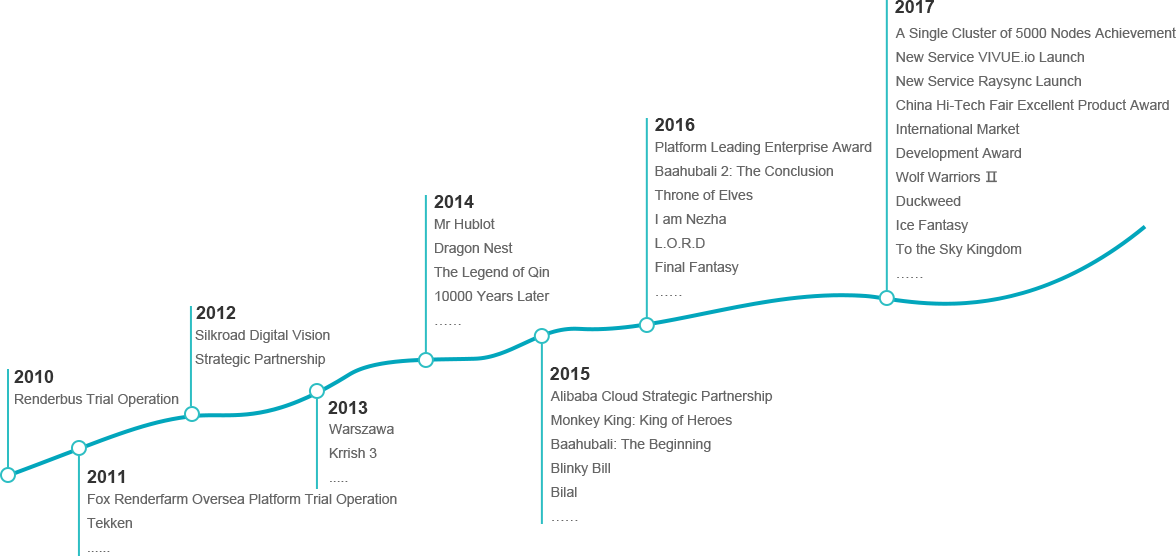 2010
Renderbus Trial Operation
2011
Fox Renderfarm Oversea Platform Trial Operation
Tekken
......
2012
Silkroad Digital Vision
Strategic Partnership
2013
Warszawa
Krrish 3
.....
2014
Mr Hublot
Dragon Nest
The Legend of Qin
10000 Years Later
......
2015
Alibaba Cloud Strategic Partnership
Monkey King: King of Heroes
Baahubali: The Beginning
Blinky Bill
Bilal
......
2016
Platform Leading Enterprise Award
Baahubali 2: The Conclusion
Throne of Elves
I am Nezha
L.O.R.D
Final Fantasy
......
2017
A Single Cluster of 5000 Nodes Achievement
New Service VIVUE.io Launch
New Service Raysync Launch
China Hi-Tech Fair Excellent Product Award
International Market
Development Award
Wolf Warriors Ⅱ
Duckweed
Ice Fantasy
To the Sky Kingdom
......